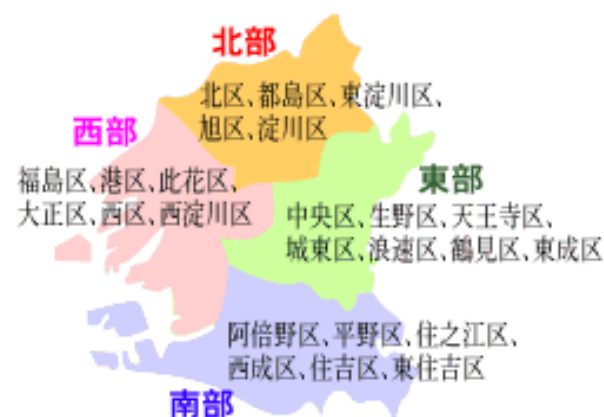 北部
北区、都島区、東淀川区、
旭区、淀川区
西部
福島区、港区、此花区、
大正区、西区、西淀川区
東部
中央区、生野区、天王寺区、
城東区、浪速区、鶴見区、東成区
阿倍野区、平野区、住之江区、
西成区、住吉区、東住吉区
南部